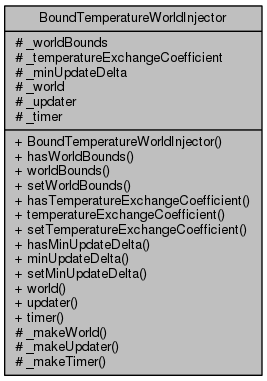 BoundTemperatureWorldInjector
# _worldBounds
# _temperatureExchangeCoefficient
# _minUpdateDelta
# _world
# _updater
# _timer
+ BoundTemperatureWorldInjector()
+ hasWorldBounds()
+ worldBounds()
+ setWorldBounds()
+ hasTemperatureExchangeCoefficient()
+ temperatureExchangeCoefficient()
+ setTemperatureExchangeCoefficient()
+ hasMinUpdateDelta()
+ minUpdateDelta()
+ setMinUpdateDelta()
+ world()
+ updater()
+ timer()
# _makeWorld()
# _makeUpdater()
# _makeTimer()